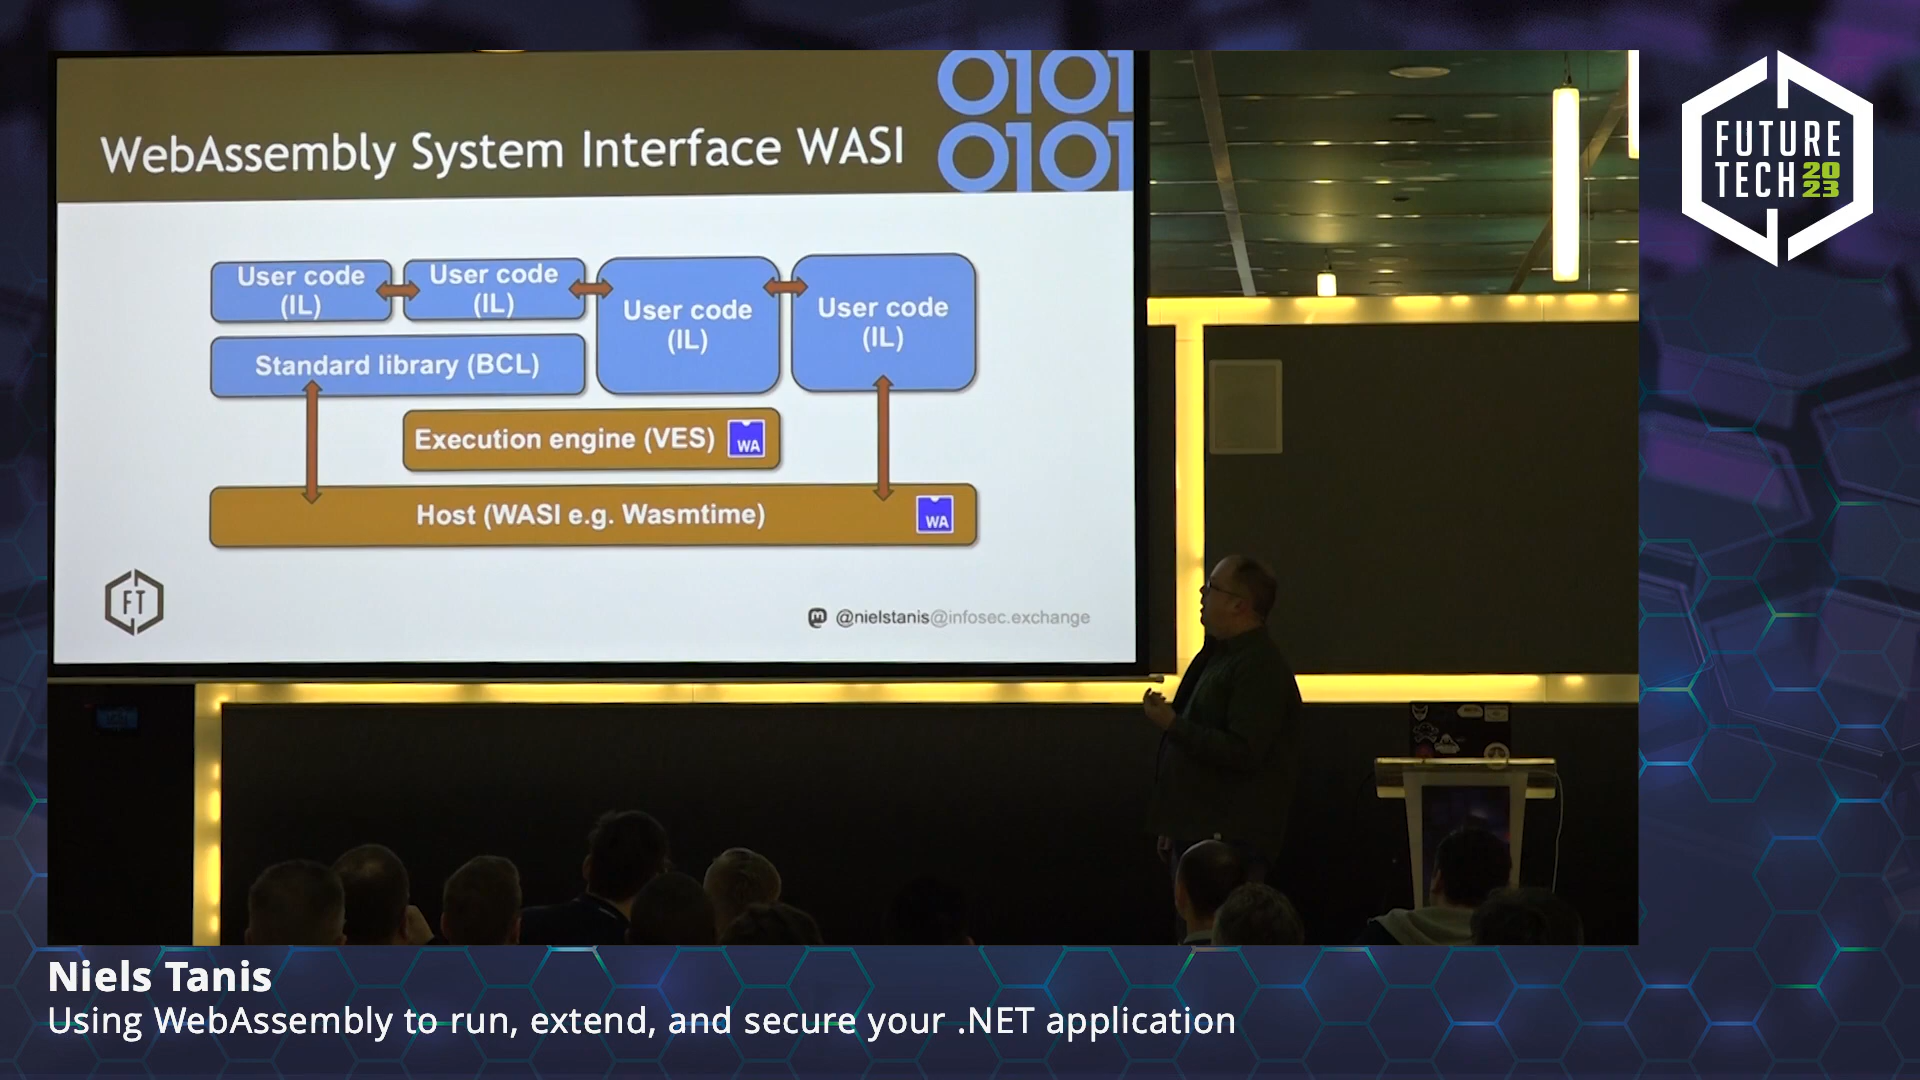 WebAssembly System Interface WASI
0101
0101
User code
(IL)
User code
(IL)
User code
(IL)
User code
(IL)
Standard library (BCL)
Execution engine (VES)
WA
Host (WASI e.g. Wasmtime)
WA
FT
@nielstanis@infosec.exchange
FUTURE
TECH 20
23
Niels Tanis
Using WebAssembly to run, extend, and secure your .NET application